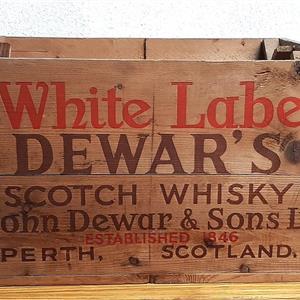 White Labe
DEWAR'S
SCOTCH WHISKY
ohn Dewar & Sons L
ESTABLISHED 1846
PERTH, SCOTLAND.